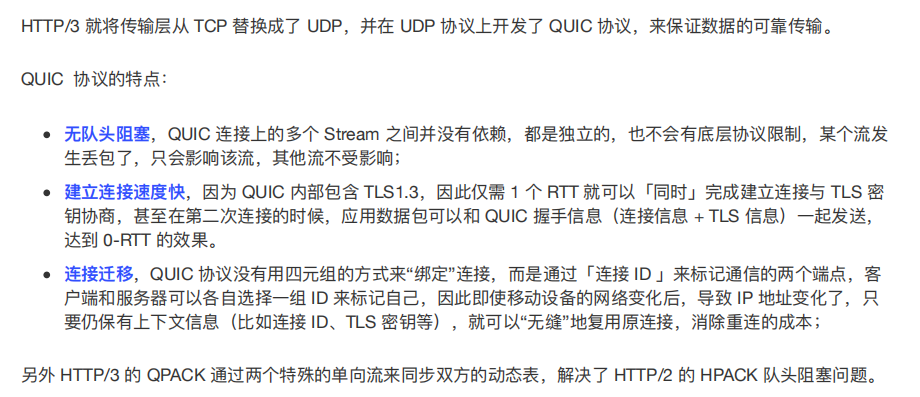 HTTP/3 就将传输层从 TCP 替换成了 UDP，并在 UDP 协议上开发了 QUIC 协议，来保证数据的可靠传输。
QUIC 协议的特点：
• 无队头阻塞，QUIC 连接上的多个 Stream 之间并没有依赖，都是独立的，也不会有底层协议限制，某个流发
生丢包了，只会影响该流，其他流不受影响；
• 建立连接速度快，因为 QUIC 内部包含 TLS1.3，因此仅需 1 个 RTT 就可以「同时」完成建立连接与 TLS 密
钥协商，甚至在第二次连接的时候，应用数据包可以和 QUIC 握手信息（连接信息 + TLS 信息）一起发送，
达到 0-RTT 的效果。
• 连接迁移，QUIC 协议没有用四元组的方式来“绑定”连接，而是通过「连接 ID 」来标记通信的两个端点，客
户端和服务器可以各自选择一组 ID 来标记自己，因此即使移动设备的网络变化后，导致 IP 地址变化了，只
要仍保有上下文信息（比如连接 ID、TLS 密钥等），就可以“无缝”地复用原连接，消除重连的成本；
另外 HTTP/3 的 QPACK 通过两个特殊的单向流来同步双方的动态表，解决了 HTTP/2 的 HPACK 队头阻塞问题。